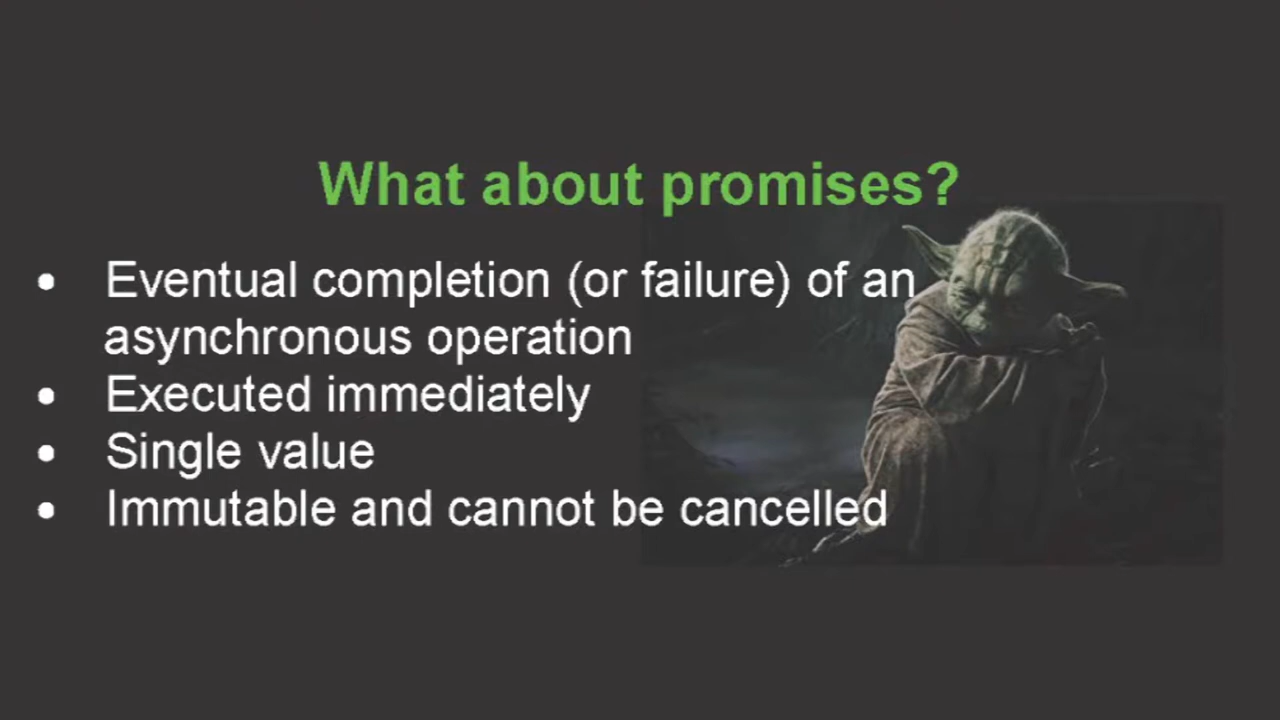 What about promises?
• Eventual completion (or failure) of an
asynchronous operation
• Executed immediately
• Single value
• Immutable and cannot be cancelled